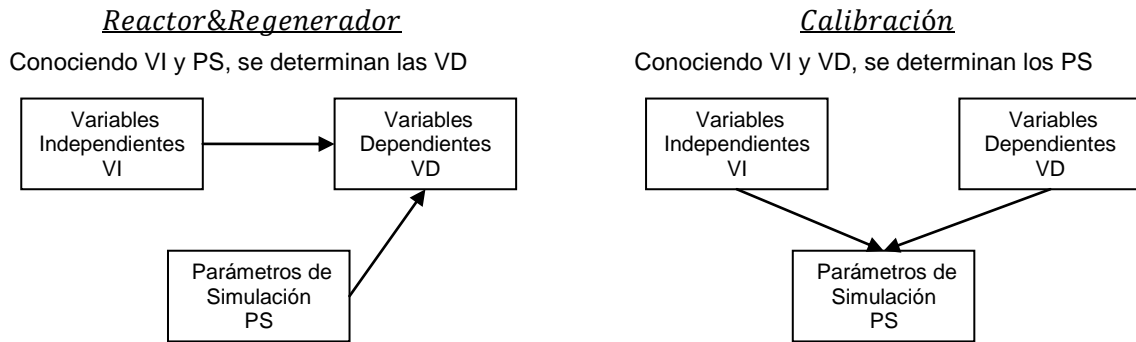 Reactor&Regenerador
Conociendo VI y PS, se determinan las VD
Variables
Independientes
VI
Variables
Dependientes
VD
Parámetros de
Simulación
PS
Calibración
Conociendo VI y VD, se determinan los PS
Variables
Independientes
VI
Variables
Dependientes
VD
Parámetros de
Simulación
PS